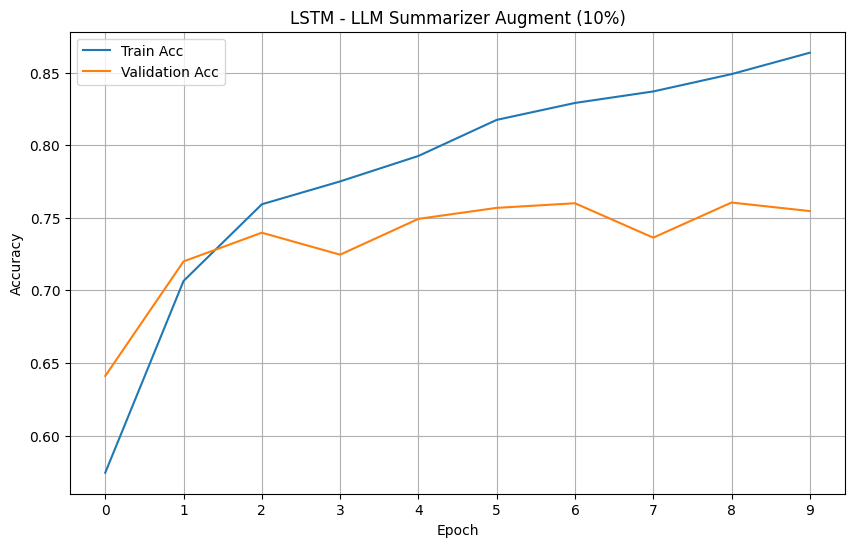 LSTM - LLM Summarizer Augment (10%)
Train Acc
Validation Acc
0.85
0.80
0.75
0.70
0.65
0.60
Accuracy
0 1 2 3 4 5 6 7 8 9
Epoch